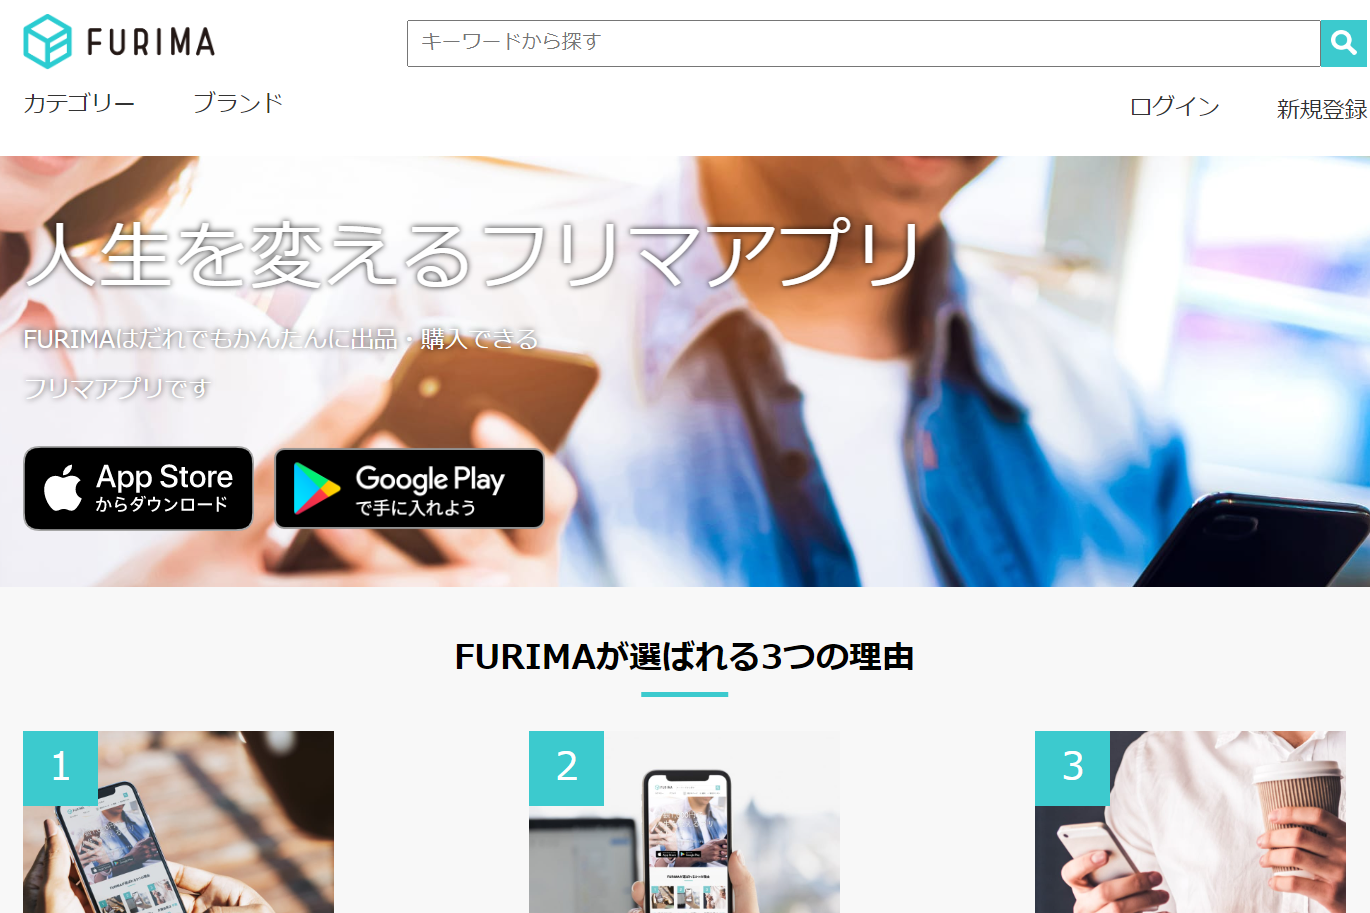 FURIMA
キーワードから探す
カテゴリー ブランド
ログイン 新規登録
人生を変えるフリマアプリ
FURIMAはだれでもかんたんに出品・購入できる
フリマアプリです
App Store
からダウンロード
Google Play
で手に入れよう
FURIMAが選ばれる3つの理由
1
2
3